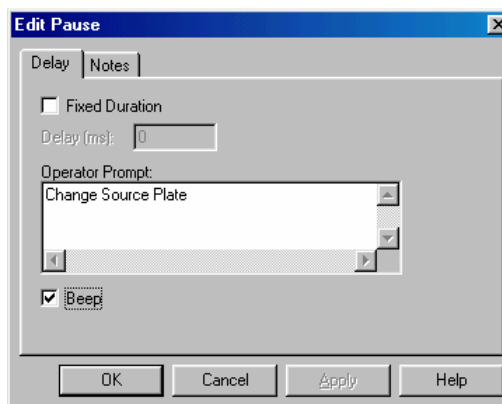 Edit Pause
Delay Notes
Fixed Duration
Delay (ms): 0
Operator Prompt:
Change Source Plate
Beep
OK Cancel Apply Help